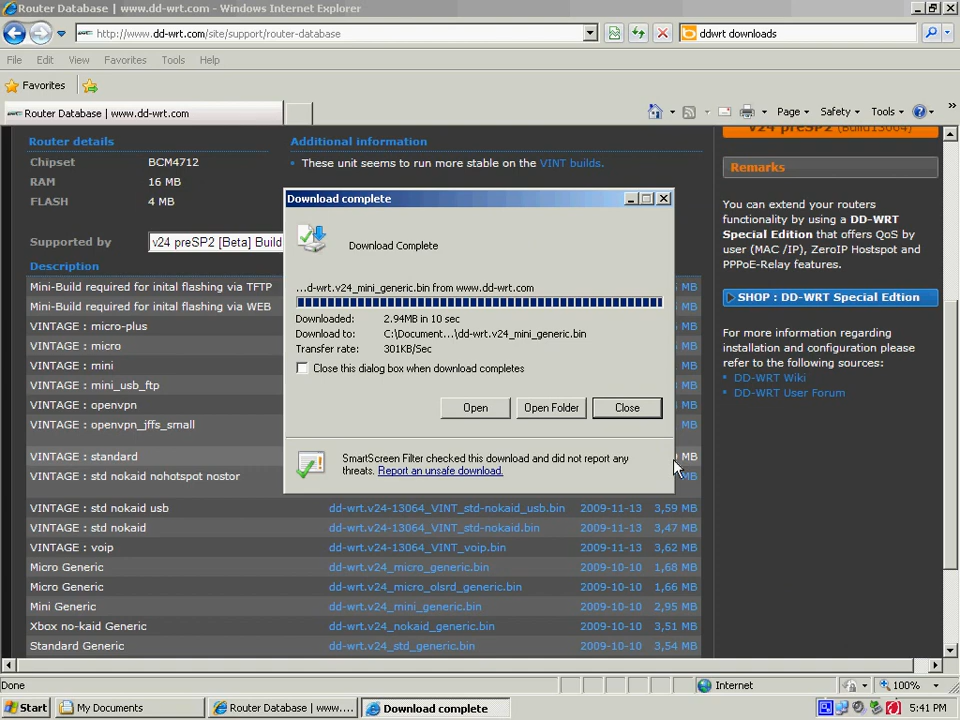 Router Database | www.dd-wrt.com - Windows Internet Explorer
http://www.dd-wrt.com/site/support/router-database
ddwrt downloads
File Edit View Favorites Tools Help
Favorites
Router Database | www.dd-wrt.com
Page Safety Tools
Router details
Additional information
v24 preSP2 (Build13064)
Chipset BCM4712
These unit seems to run more stable on the VINT builds.
RAM 16 MB
FLASH 4 MB
Supported by v24 preSP2 [Beta] Build
Description
Mini-Build required for inital flashing via TFTP MB
Mini-Build required for inital flashing via WEB MB
VINTAGE : micro-plus
VINTAGE : micro
VINTAGE : mini
VINTAGE : mini_usb_ftp MB
VINTAGE : openvpn MB
VINTAGE : openvpn_jffs_small MB
VINTAGE : standard MB
VINTAGE : std nokaid nohotspot nostor MB
VINTAGE : std nokaid usb dd-wrt.v24-13064_VINT_std-nokaid_usb.bin 2009-11-13 3,59 MB
VINTAGE : std nokaid dd-wrt.v24-13064_VINT_std-nokaid.bin 2009-11-13 3,47 MB
VINTAGE : voip dd-wrt.v24-13064_VINT_voip.bin 2009-11-13 3,62 MB
Micro Generic dd-wrt.v24_micro_generic.bin 2009-10-10 1,68 MB
Micro Generic dd-wrt.v24_micro_olsrd_generic.bin 2009-10-10 1,66 MB
Mini Generic dd-wrt.v24_mini_generic.bin 2009-10-10 2,95 MB
Xbox no-kaid Generic dd-wrt.v24_nokaid_generic.bin 2009-10-10 3,51 MB
Standard Generic dd-wrt.v24_std_generic.bin 2009-10-10 3,54 MB
Download complete
Download Complete
...d-wrt.v24_mini_generic.bin from www.dd-wrt.com
Downloaded: 2.94MB in 10 sec
Download to: C:\Document...\dd-wrt.v24_mini_generic.bin
Transfer rate: 301KB/Sec
Close this dialog box when download completes
Open Open Folder Close
SmartScreen Filter checked this download and did not report any
threats. Report an unsafe download.
Remarks
You can extend your routers
functionality by using a DD-WRT
Special Edition that offers QoS by
user (MAC /IP), ZeroIP Hostspot and
PPPoE-Relay features.
SHOP : DD-WRT Special Edtion
For more information regarding
installation and configuration please
refer to the following sources:
DD-WRT Wiki
DD-WRT User Forum
Done Internet 100%
Start My Documents Router Database | www.... Download complete 5:41 PM